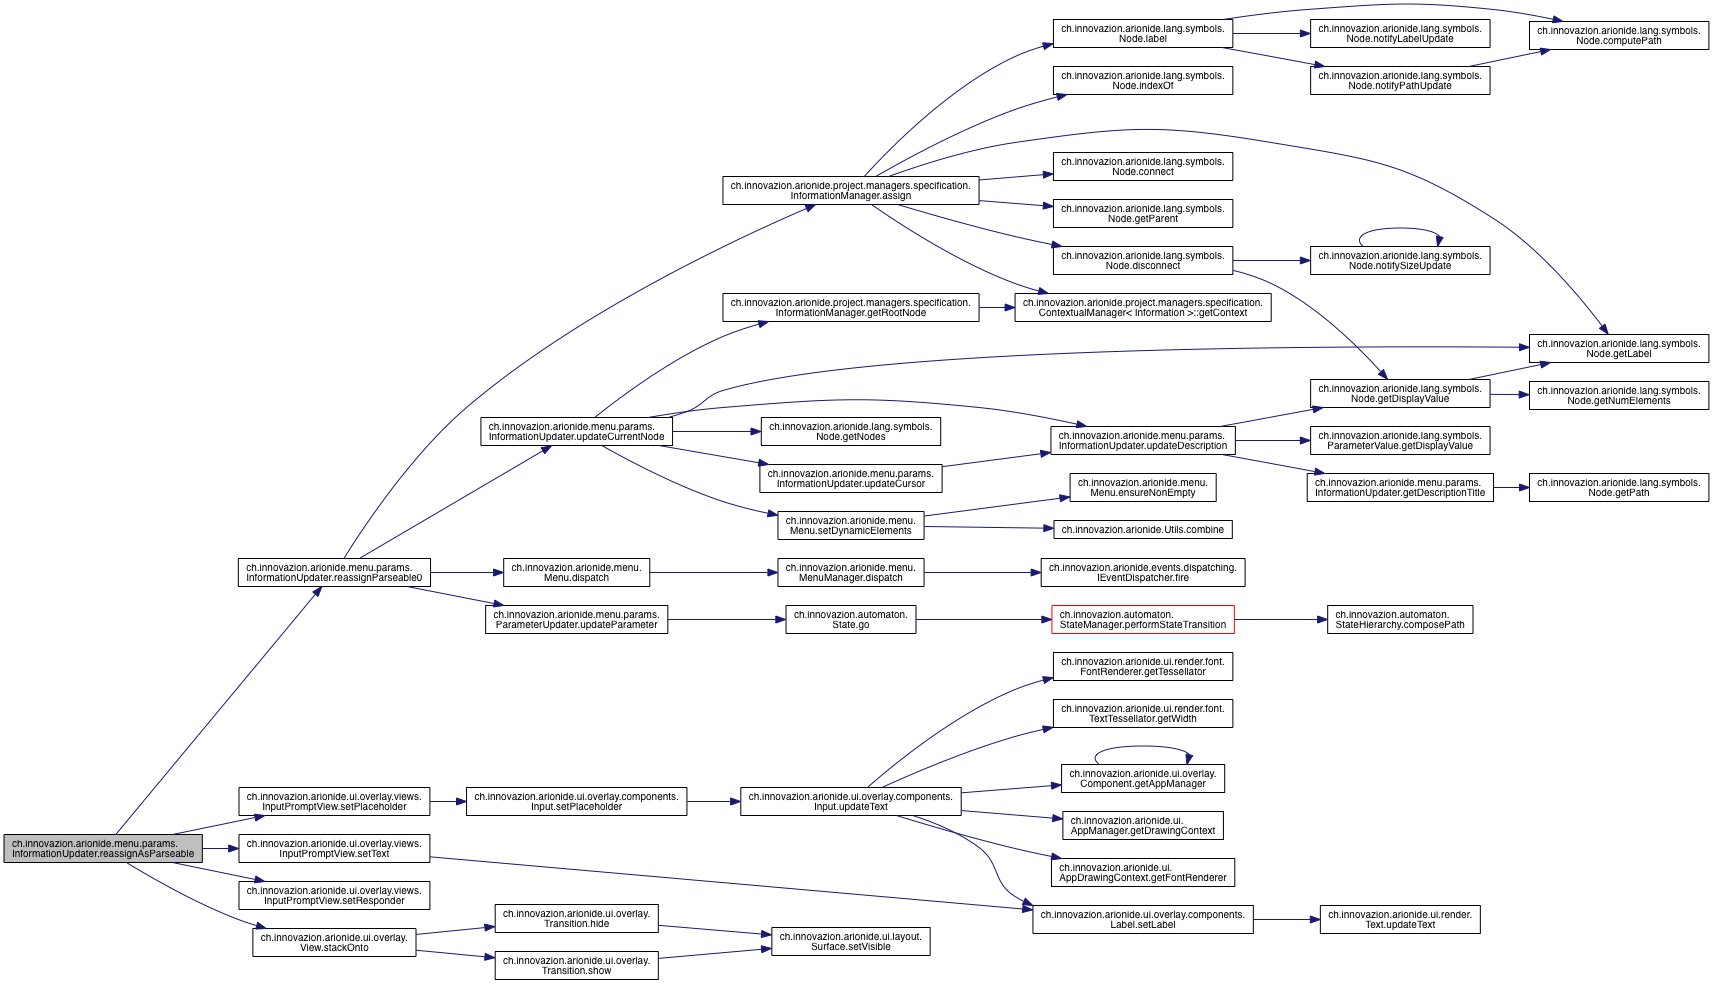 ch.innovazion.arionide.lang.symbols.
Node.label
ch.innovazion.arionide.lang.symbols.
Node.notifyLabelUpdate
ch.innovazion.arionide.lang.symbols.
Node.computePath
ch.innovazion.arionide.lang.symbols.
Node.indexOf
ch.innovazion.arionide.lang.symbols.
Node.notifyPathUpdate
ch.innovazion.arionide.project.managers.specification.
InformationManager.assign
ch.innovazion.arionide.lang.symbols.
Node.connect
ch.innovazion.arionide.lang.symbols.
Node.getParent
ch.innovazion.arionide.lang.symbols.
Node.disconnect
ch.innovazion.arionide.lang.symbols.
Node.notifySizeUpdate
ch.innovazion.arionide.project.managers.specification.
InformationManager.getRootNode
ch.innovazion.arionide.project.managers.specification.
ContextualManager< Information >::getContext
ch.innovazion.arionide.lang.symbols.
Node.getLabel
ch.innovazion.arionide.lang.symbols.
Node.getDisplayValue
ch.innovazion.arionide.lang.symbols.
Node.getNumElements
ch.innovazion.arionide.menu.params.
InformationUpdater.updateCurrentNode
ch.innovazion.arionide.lang.symbols.
Node.getNodes
ch.innovazion.arionide.menu.params.
InformationUpdater.updateDescription
ch.innovazion.arionide.lang.symbols.
ParameterValue.getDisplayValue
ch.innovazion.arionide.menu.params.
InformationUpdater.updateCursor
ch.innovazion.arionide.menu.
Menu.ensureNonEmpty
ch.innovazion.arionide.menu.params.
InformationUpdater.getDescriptionTitle
ch.innovazion.arionide.lang.symbols.
Node.getPath
ch.innovazion.arionide.menu.
Menu.setDynamicElements
ch.innovazion.arionide.Utils.combine
ch.innovazion.arionide.menu.params.
InformationUpdater.reassignParseable0
ch.innovazion.arionide.menu.
Menu.dispatch
ch.innovazion.arionide.menu.
MenuManager.dispatch
ch.innovazion.arionide.events.dispatching.
IEventDispatcher.fire
ch.innovazion.arionide.menu.params.
ParameterUpdater.updateParameter
ch.innovazion.automaton.
State.go
ch.innovazion.automaton.
StateManager.performStateTransition
ch.innovazion.automaton.
StateHierarchy.composePath
ch.innovazion.arionide.ui.render.font.
FontRenderer.getTessellator
ch.innovazion.arionide.ui.render.font.
TextTessellator.getWidth
ch.innovazion.arionide.ui.overlay.
Component.getAppManager
ch.innovazion.arionide.ui.overlay.views.
InputPromptView.setPlaceholder
ch.innovazion.arionide.ui.overlay.components.
Input.setPlaceholder
ch.innovazion.arionide.ui.overlay.components.
Input.updateText
ch.innovazion.arionide.ui.
AppManager.getDrawingContext
ch.innovazion.arionide.menu.params.
InformationUpdater.reassignAsParseable
ch.innovazion.arionide.ui.overlay.views.
InputPromptView.setText
ch.innovazion.arionide.ui.
AppDrawingContext.getFontRenderer
ch.innovazion.arionide.ui.overlay.views.
InputPromptView.setResponder
ch.innovazion.arionide.ui.overlay.
Transition.hide
ch.innovazion.arionide.ui.overlay.components.
Label.setLabel
ch.innovazion.arionide.ui.render.
Text.updateText
ch.innovazion.arionide.ui.overlay.
View.stackOnto
ch.innovazion.arionide.ui.layout.
Surface.setVisible
ch.innovazion.arionide.ui.overlay.
Transition.show